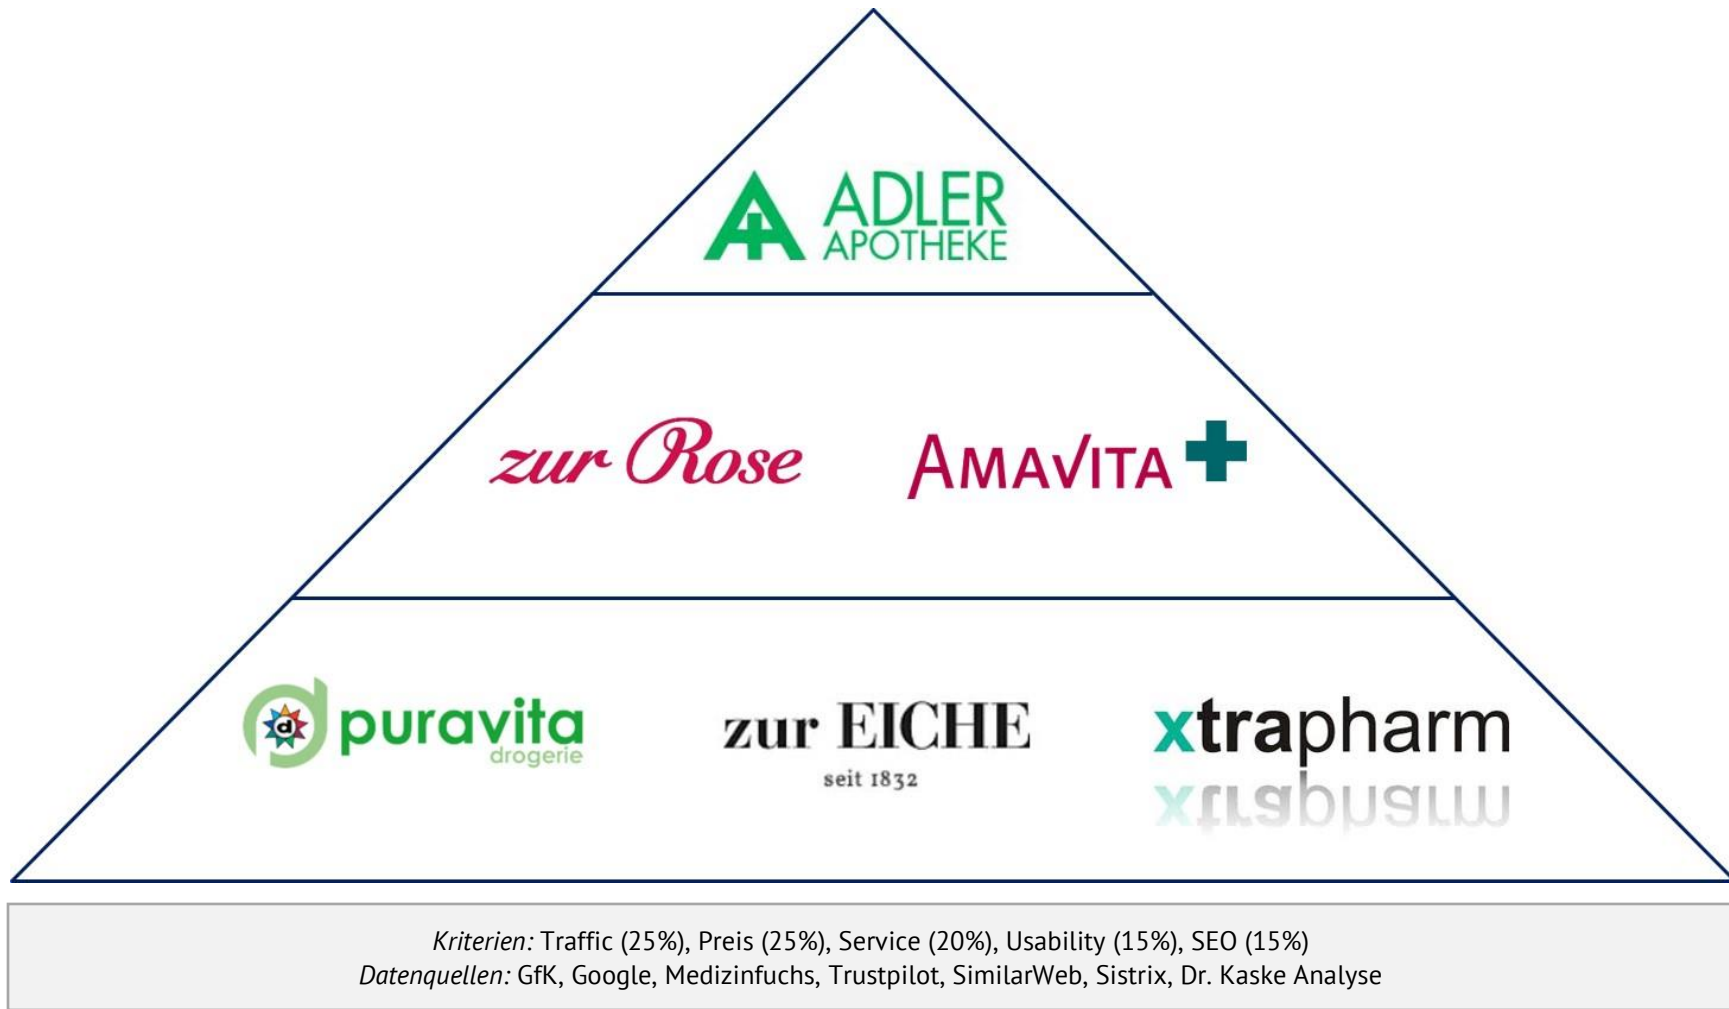 ADLER
APOTHEKE
zur Rose
AMAVITA
d
puravita
drogerie
zur EICHE
seit 1832
xtrapharm
Kriterien: Traffic (25%), Preis (25%), Service (20%), Usability (15%), SEO (15%)
Datenquellen: GfK, Google, Medizinfuchs, Trustpilot, SimilarWeb, Sistrix, Dr. Kaske Analyse